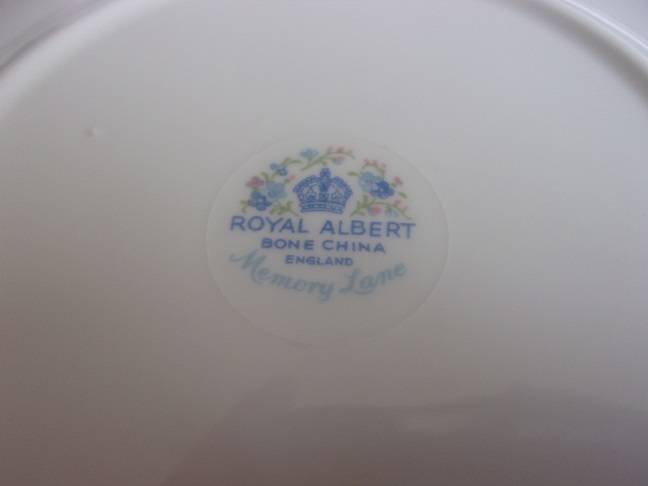 ROYAL ALBERT
BONE CHINA
ENGLAND
Memory Lane